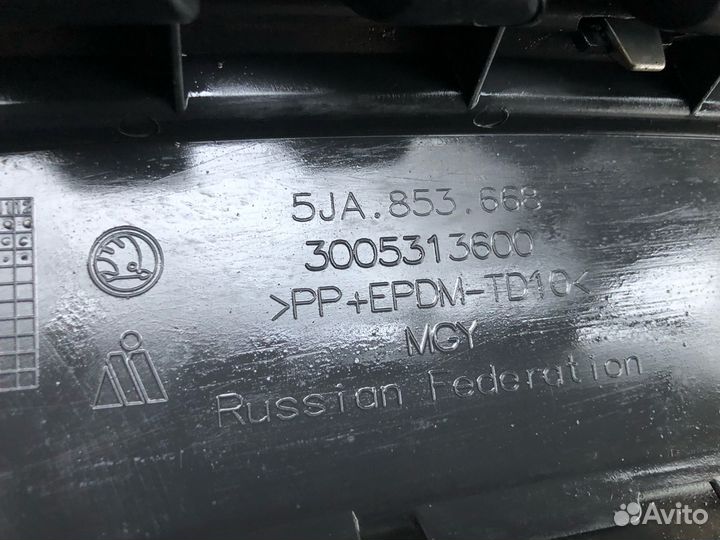 5JA.853.668
3005313600
>PP+EPDM-TD10<
MGY
Russian Federation
Avito